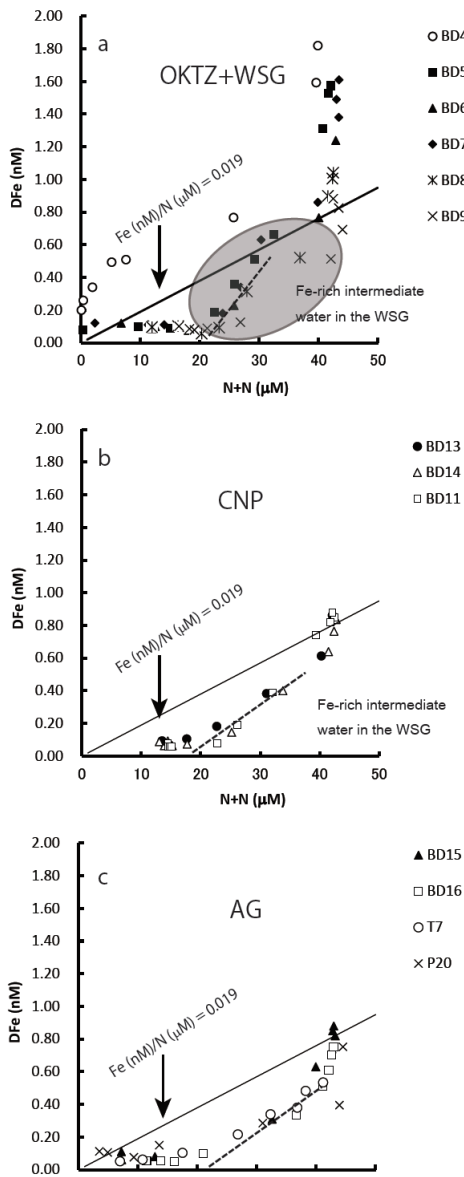 a
OKTZ+WSG
DFe (nM)
2.00
1.80
1.60
1.40
1.20
1.00
0.80
0.60
0.40
0.20
0.00
Fe (nM)/N (μM) = 0.019
Fe-rich intermediate
water in the WSG
0 10 20 30 40 50
N+N (μM)
BD4
BD5
BD6
BD7
BD8
BD9
b
CNP
DFe (nM)
2.00
1.80
1.60
1.40
1.20
1.00
0.80
0.60
0.40
0.20
0.00
Fe (nM)/N (μM) = 0.019
Fe-rich intermediate
water in the WSG
0 10 20 30 40 50
N+N (μM)
BD13
BD14
BD11
c
AG
DFe (nM)
2.00
1.80
1.60
1.40
1.20
1.00
0.80
0.60
0.40
0.20
0.00
Fe (nM)/N (μM) = 0.019
BD15
BD16
T7
P20